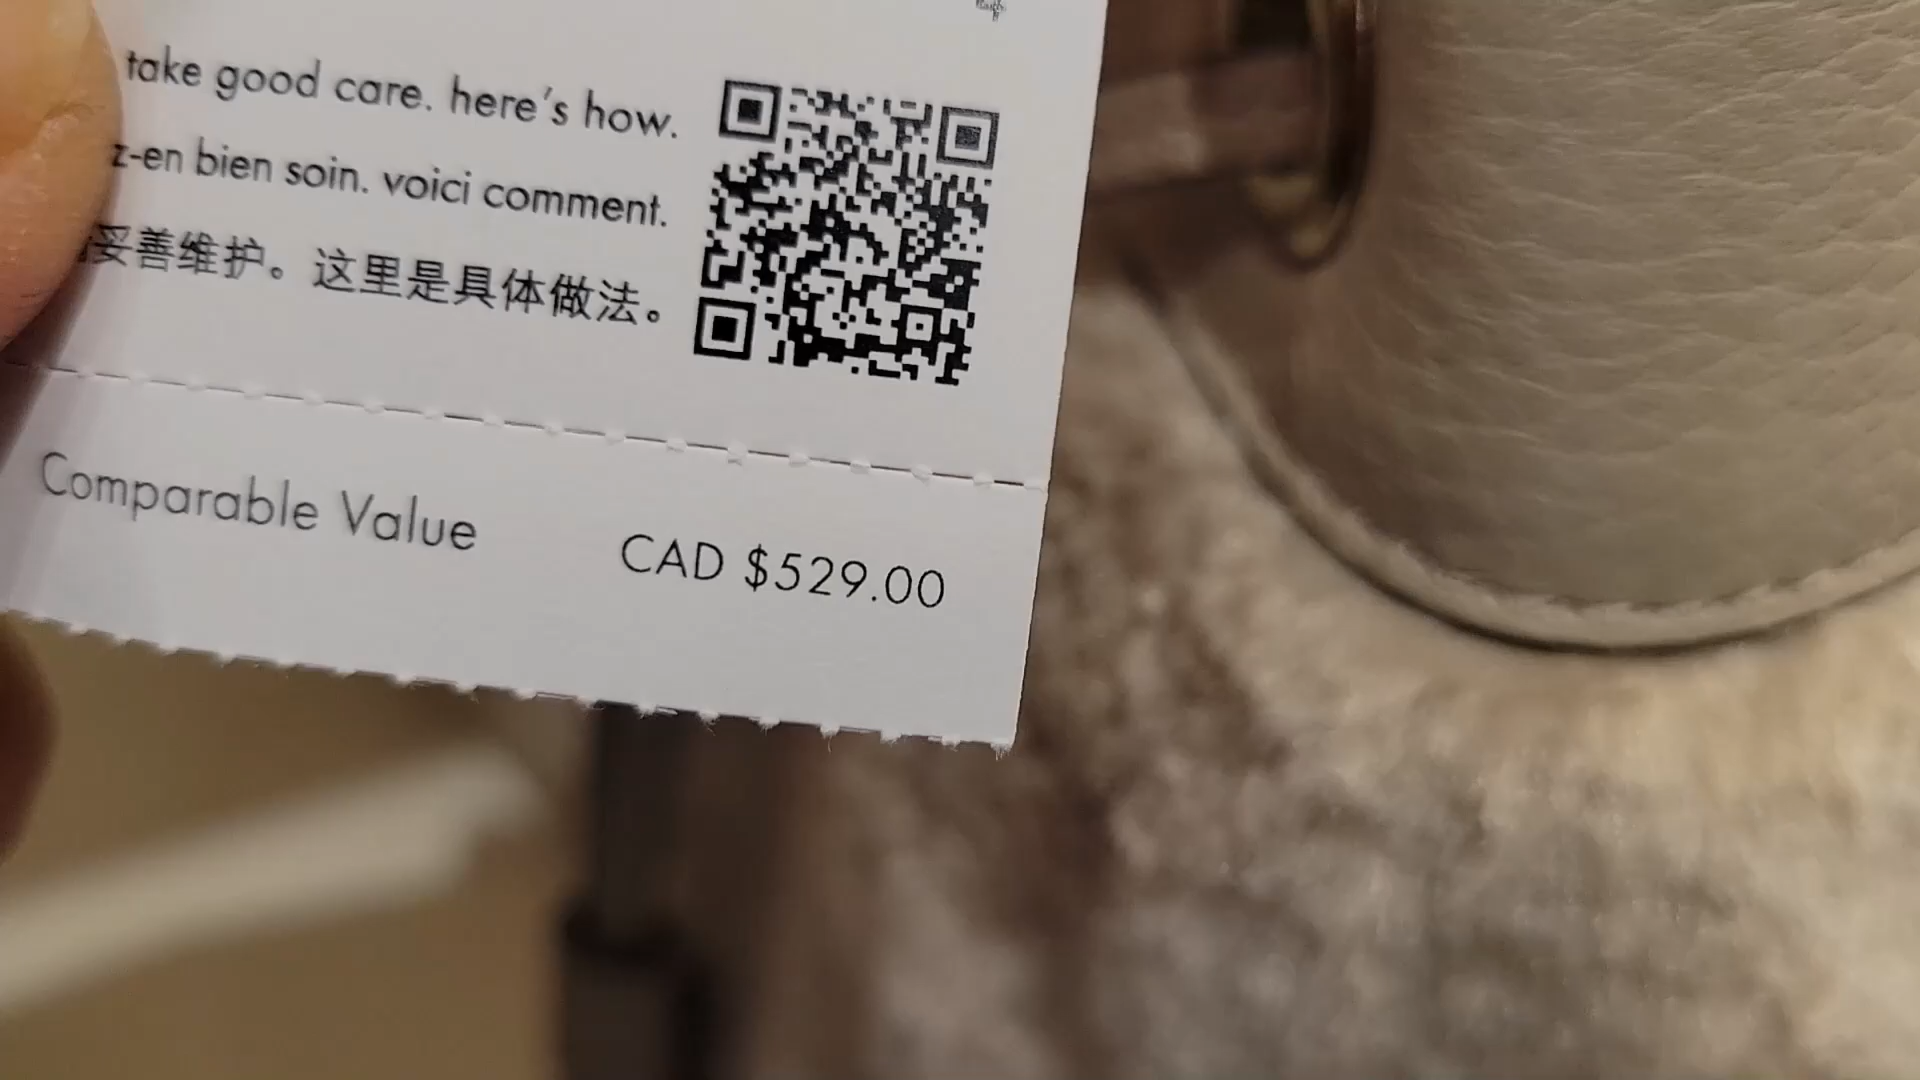 take good care. here's how.
z-en bien soin. voici comment.
妥善维护。这里是具体做法。
Comparable Value CAD $529.00